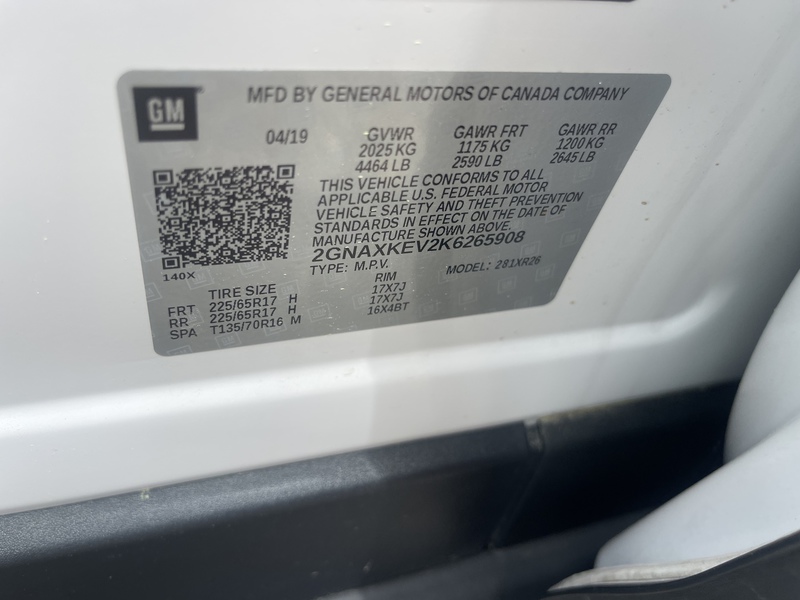 GM
MFD BY GENERAL MOTORS OF CANADA COMPANY
04/19 GVWR GAWR FRT GAWR RR
2025 KG 1175 KG 1200 KG
4464 LB 2590 LB 2645 LB
THIS VEHICLE CONFORMS TO ALL
APPLICABLE U.S. FEDERAL MOTOR
VEHICLE SAFETY AND THEFT PREVENTION
STANDARDS IN EFFECT ON THE DATE OF
MANUFACTURE SHOWN ABOVE.
2GNAXKEV2K6265908
140X
TYPE: M.P.V. MODEL: 281XR26
TIRE SIZE RIM
FRT 225/65R17 H 17X7J
RR 225/65R17 H 17X7J
SPA T135/70R16 M 16X4BT